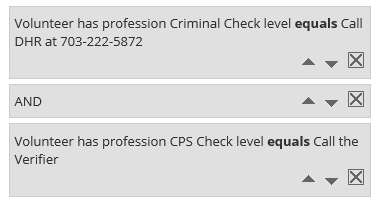 Volunteer has profession Criminal Check level equals Call
DHR at 703-222-5872
AND
Volunteer has profession CPS Check level equals Call the
Verifier